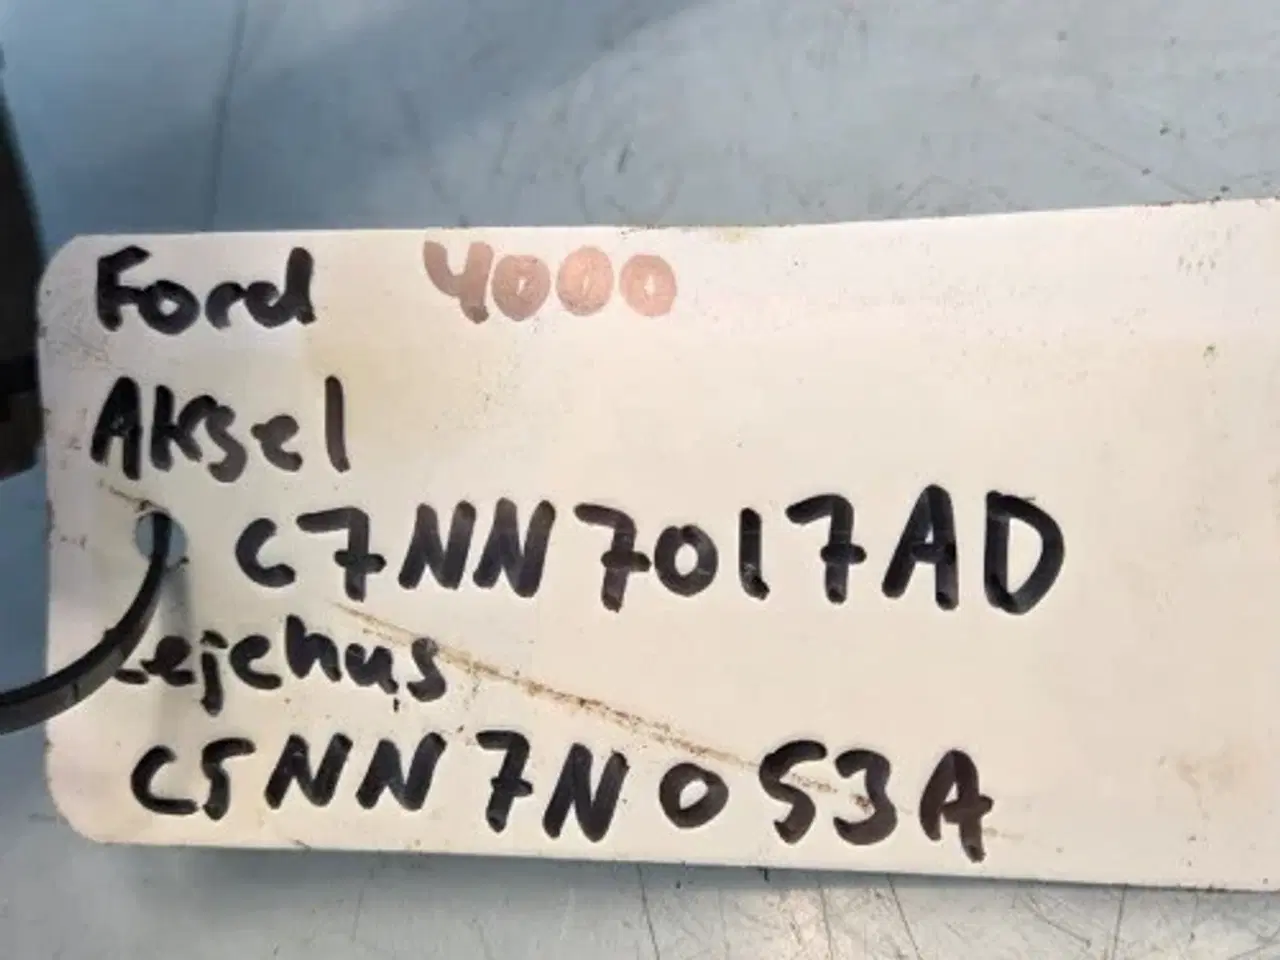 Ford 4000
Aksel
C7NN7017AD
Lejehus
C5NN7N053A